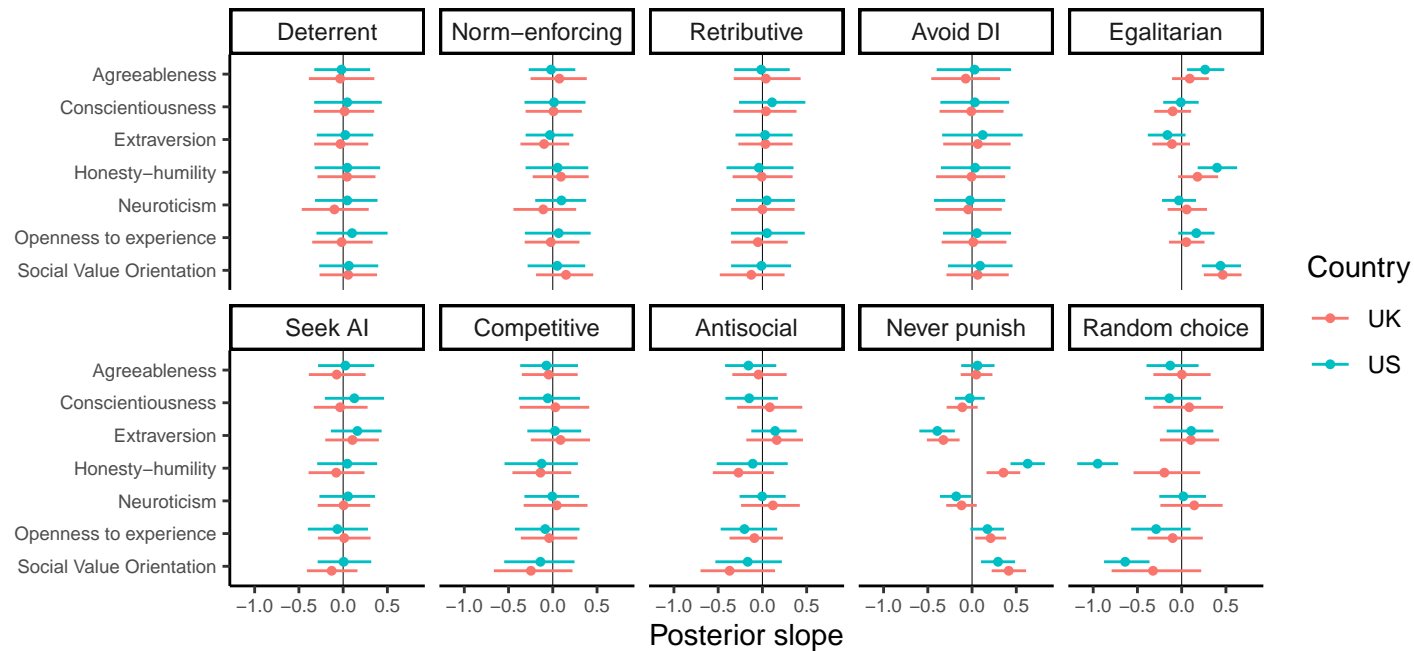 Deterrent Norm−enforcing Retributive Avoid DI Egalitarian
Agreeableness
Conscientiousness
Extraversion
Honesty−humility
Neuroticism
Openness to experience
Social Value Orientation
Seek AI Competitive Antisocial Never punish Random choice
Agreeableness
Conscientiousness
Extraversion
Honesty−humility
Neuroticism
Openness to experience
Social Value Orientation
−1.0 −0.5 0.0 0.5 −1.0 −0.5 0.0 0.5 −1.0 −0.5 0.0 0.5 −1.0 −0.5 0.0 0.5 −1.0 −0.5 0.0 0.5
Posterior slope
Country
UK
US